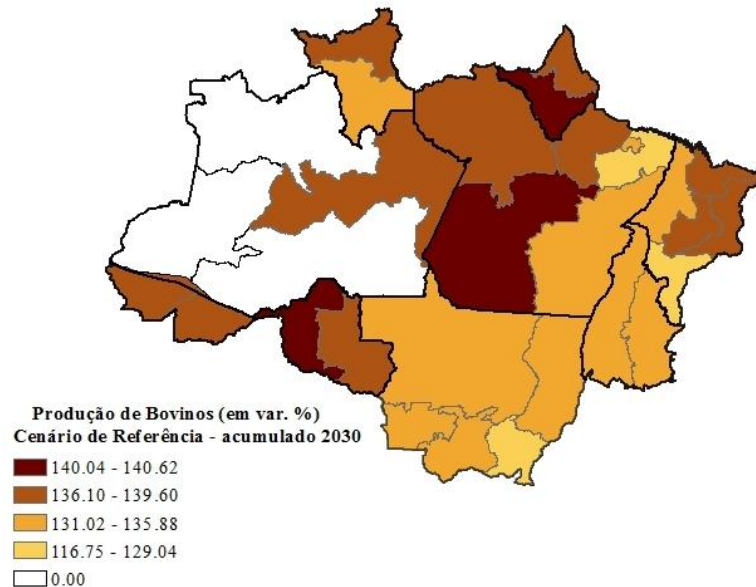 Produção de Bovinos (em var. %)
Cenário de Referência - acumulado 2030
140.04 - 140.62
136.10 - 139.60
131.02 - 135.88
116.75 - 129.04
0.00